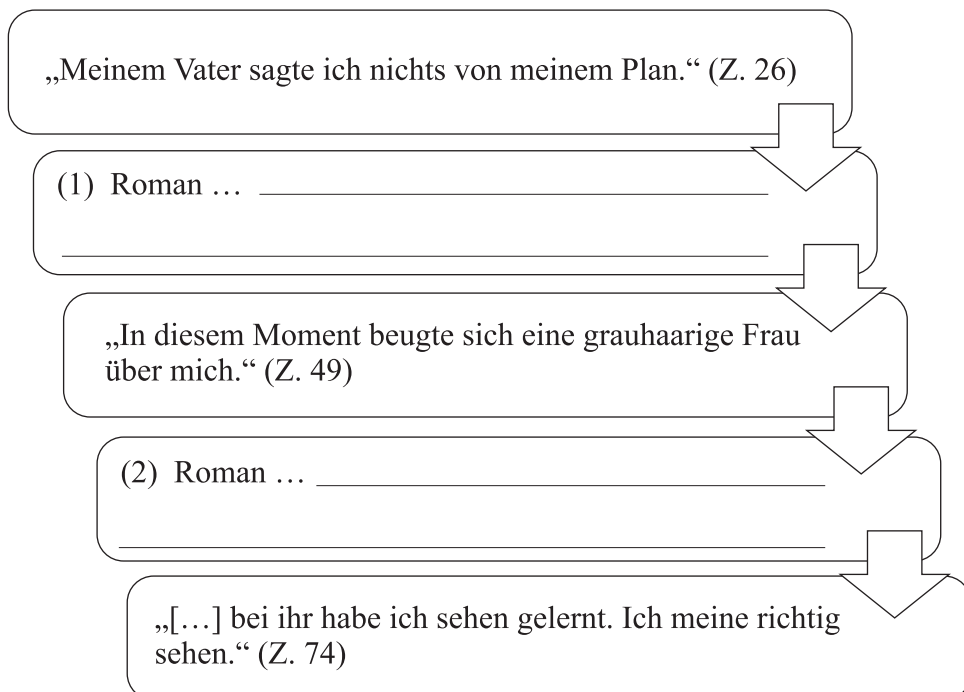 „Meinem Vater sagte ich nichts von meinem Plan.“ (Z. 26)
(1) Roman …
„In diesem Moment beugte sich eine grauhaarige Frau
über mich.“ (Z. 49)
(2) Roman …
„[…] bei ihr habe ich sehen gelernt. Ich meine richtig
sehen.“ (Z. 74)